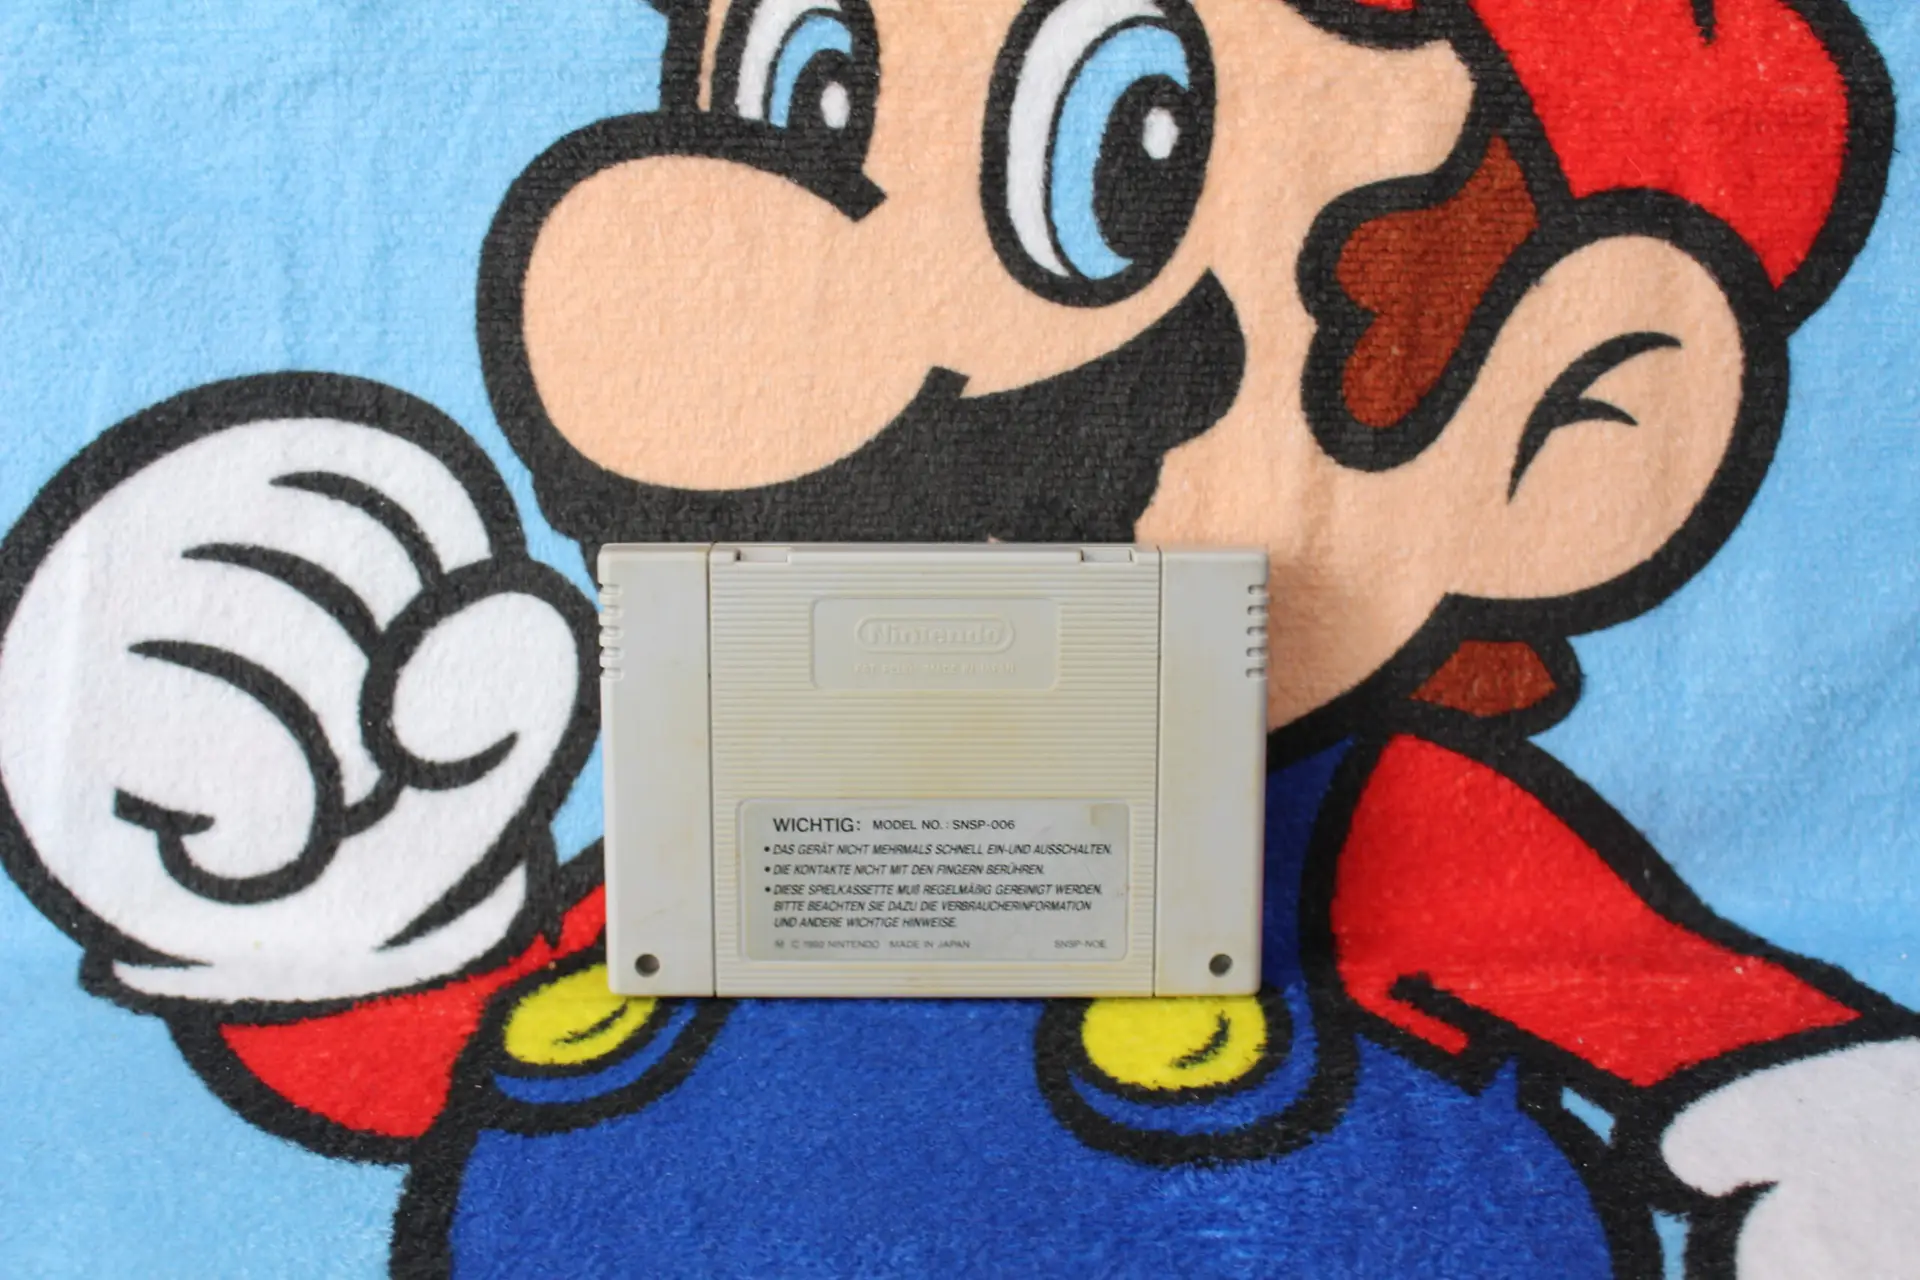 Nintendo
WICHTIG: MODEL NO.: SNSP-006
• DAS GERÄT NICHT MEHRMALS SCHNELL EIN-UND AUSSCHALTEN.
• DIE KONTAKTE NICHT MIT DEN FINGERN BERÜHREN.
• DIESE SPIELKASSETTE MUß REGELMÄßIG GEREINIGT WERDEN.
BITTE BEACHTEN SIE DAZU DIE VERBRAUCHERINFORMATION
UND ANDERE WICHTIGE HINWEISE.
NINTENDO MADE IN JAPAN SNSP-NOE